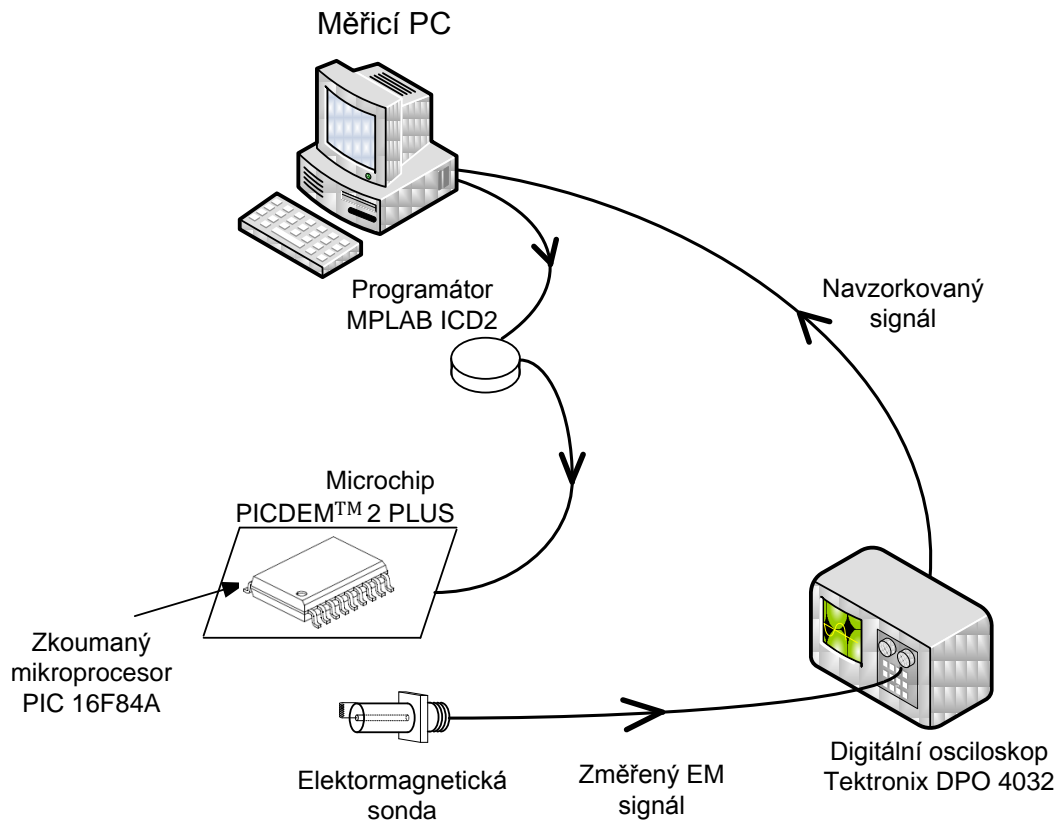 Měřicí PC
Programátor
MPLAB ICD2
Navzorkovaný
signál
Microchip
PICDEM™ 2 PLUS
Zkoumaný
mikroprocesor
PIC 16F84A
Elektormagnetická
sonda
Změřený EM
signál
Digitální osciloskop
Tektronix DPO 4032